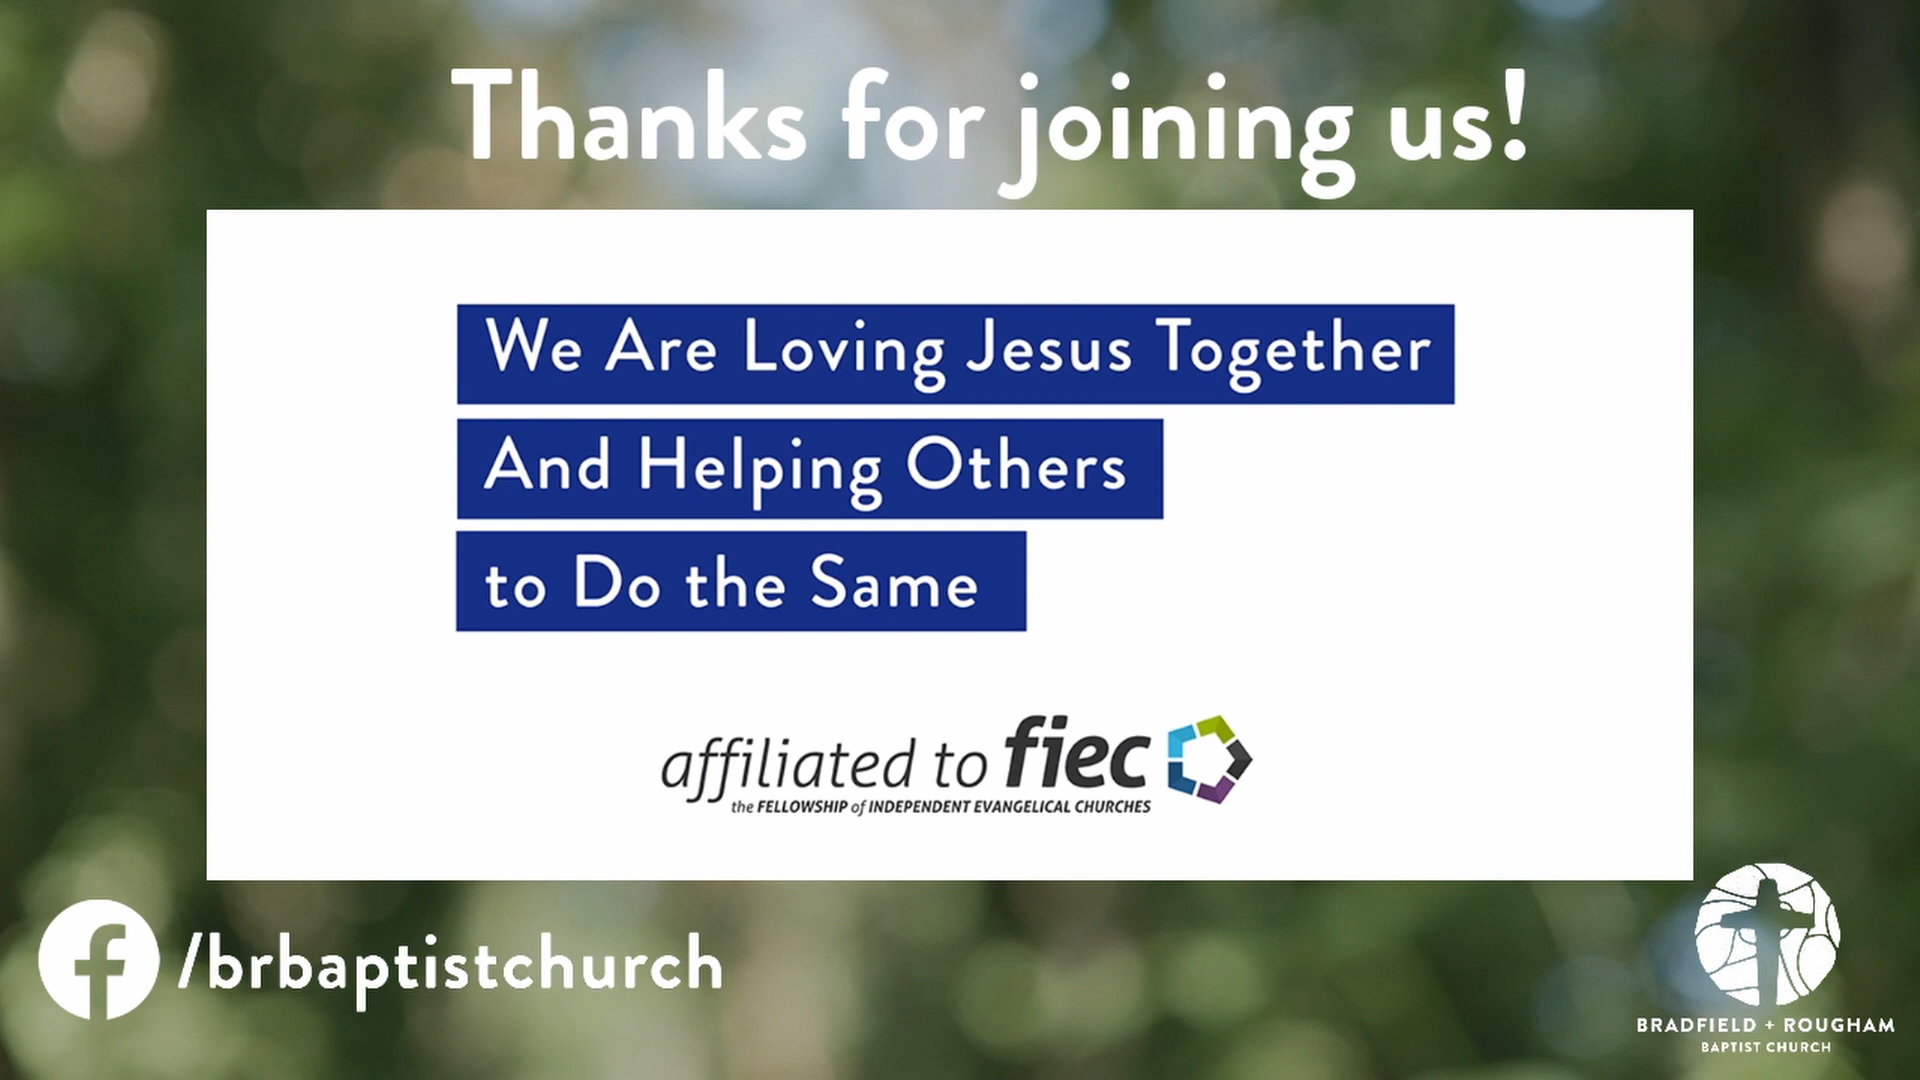 Thanks for joining us!
We Are Loving Jesus Together
And Helping Others
to Do the Same
affiliated to fiec
the FELLOWSHIP of INDEPENDENT EVANGELICAL CHURCHES
/brbaptistchurch
BRADFIELD + ROUGHAM
BAPTIST CHURCH